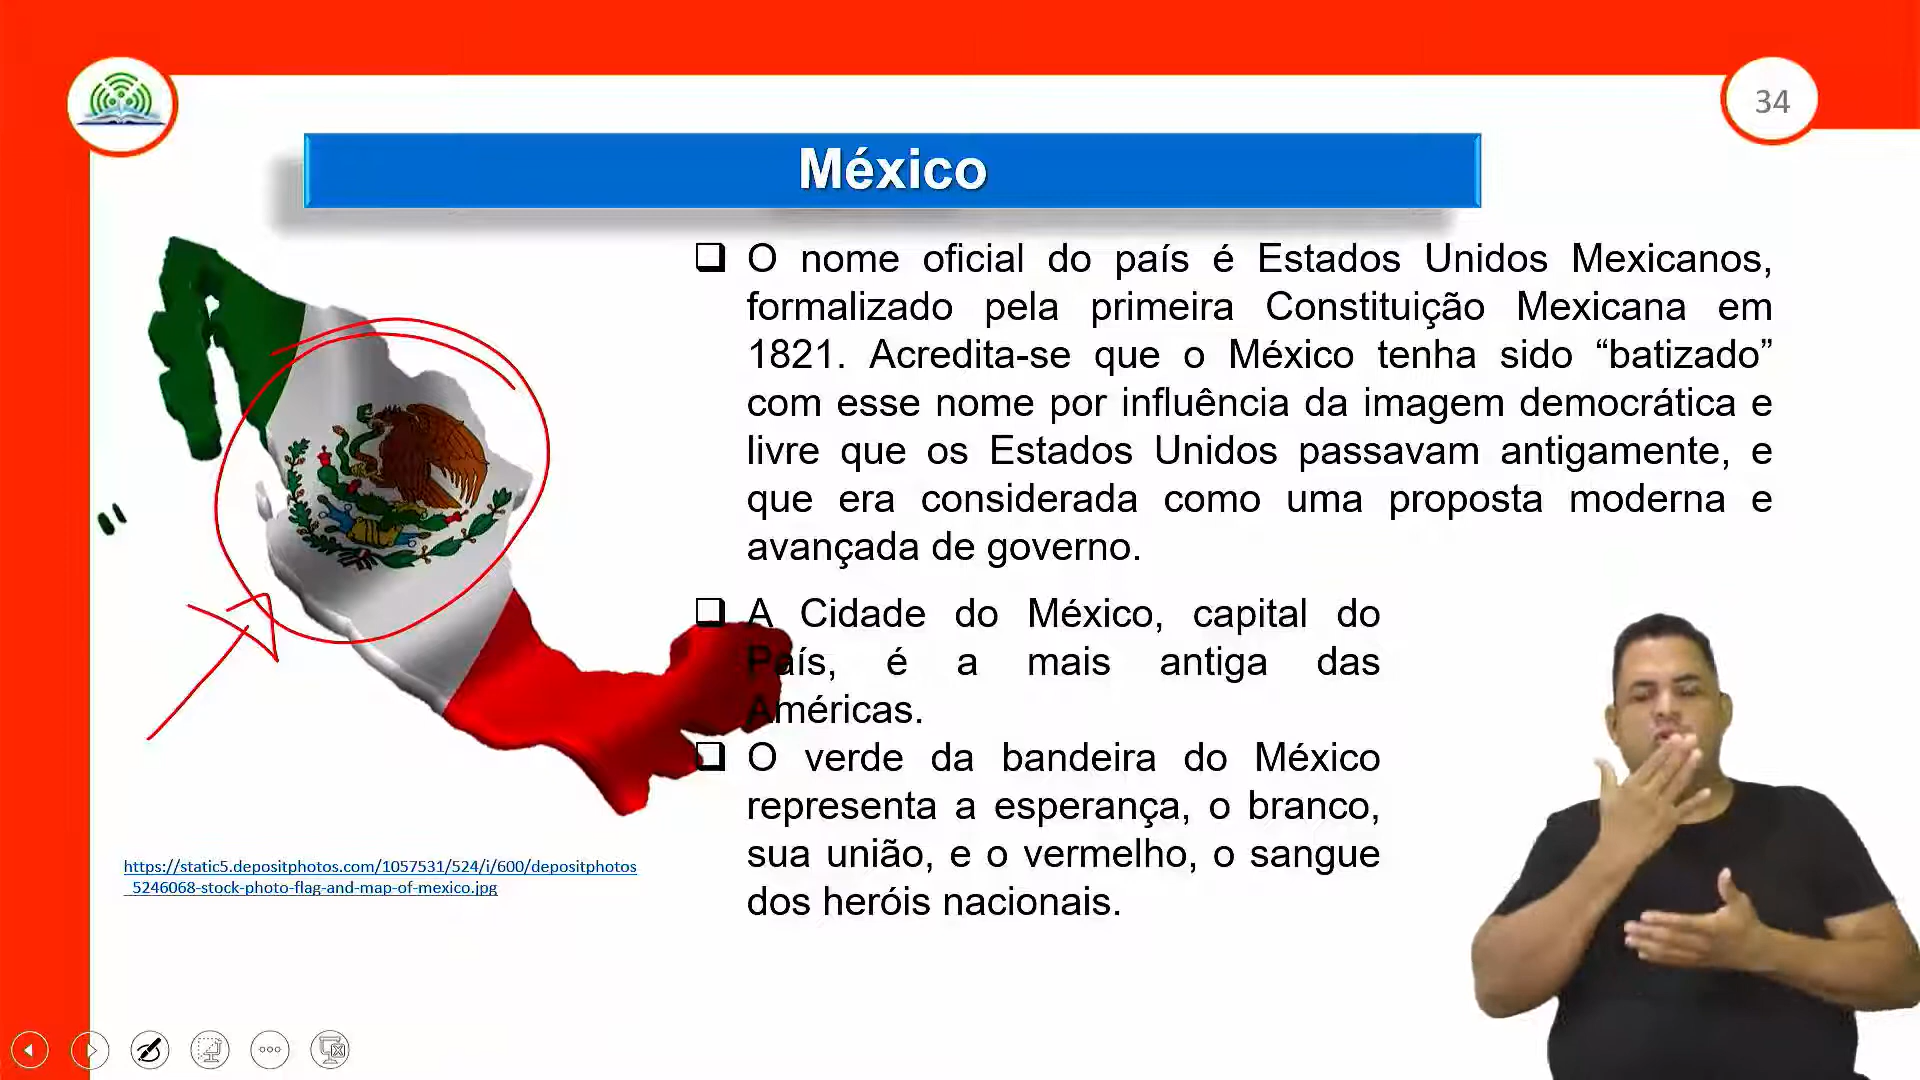 34
México
O nome oficial do país é Estados Unidos Mexicanos,
formalizado pela primeira Constituição Mexicana em
1821. Acredita-se que o México tenha sido “batizado”
com esse nome por influência da imagem democrática e
livre que os Estados Unidos passavam antigamente, e
que era considerada como uma proposta moderna e
avançada de governo.
A Cidade do México, capital do
País, é a mais antiga das
Américas.
O verde da bandeira do México
representa a esperança, o branco,
sua união, e o vermelho, o sangue
dos heróis nacionais.
https://static5.depositphotos.com/1057531/524/i/600/depositphotos
_5246068-stock-photo-flag-and-map-of-mexico.jpg